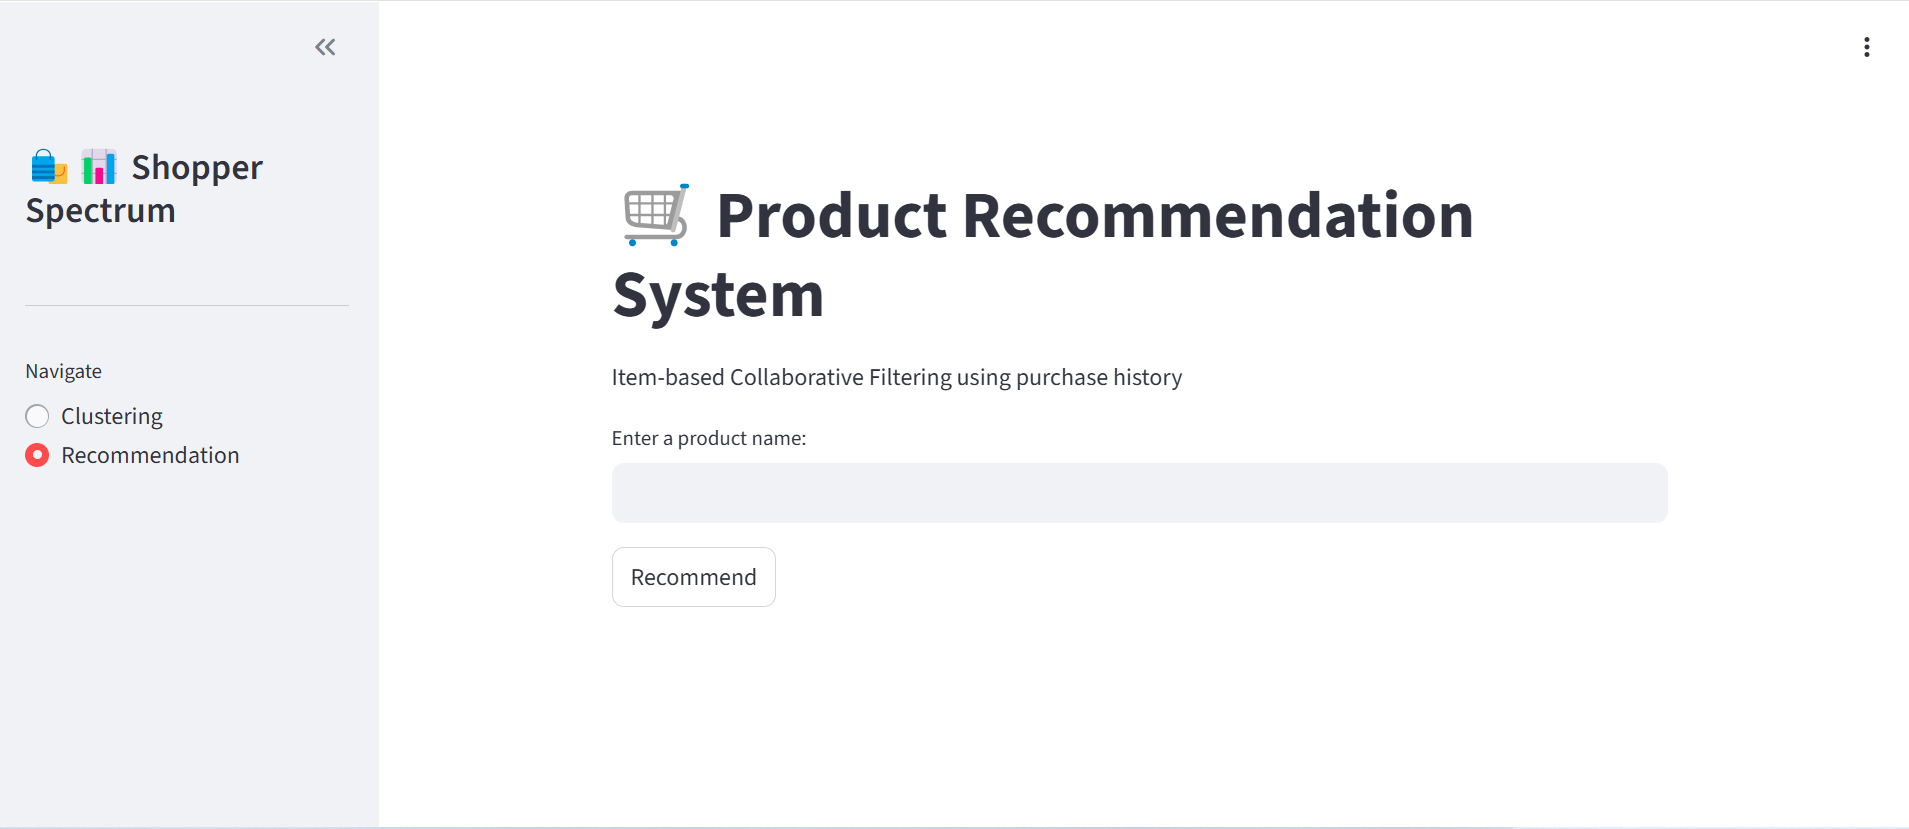 Shopper
Spectrum
Navigate
Clustering
Recommendation
Product Recommendation
System
Item-based Collaborative Filtering using purchase history
Enter a product name:
Recommend